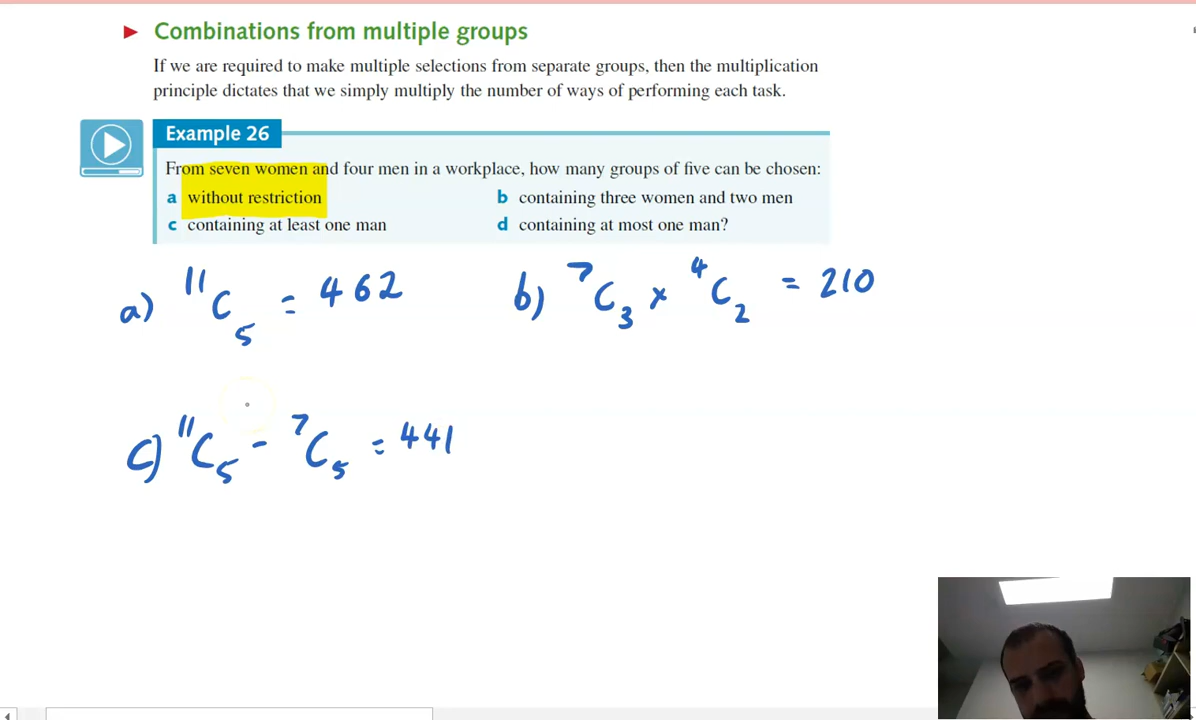 Combinations from multiple groups
If we are required to make multiple selections from separate groups, then the multiplication
principle dictates that we simply multiply the number of ways of performing each task.
Example 26
From seven women and four men in a workplace, how many groups of five can be chosen:
a without restriction
b containing three women and two men
c containing at least one man
d containing at most one man?
a) ¹¹C₅ = 462
b) ⁷C₃ × ⁴C₂ = 210
c) ¹¹C₅ - ⁷C₅ = 441